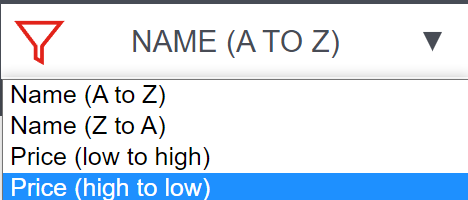 NAME (A TO Z)
Name (A to Z)
Name (Z to A)
Price (low to high)
Price (high to low)